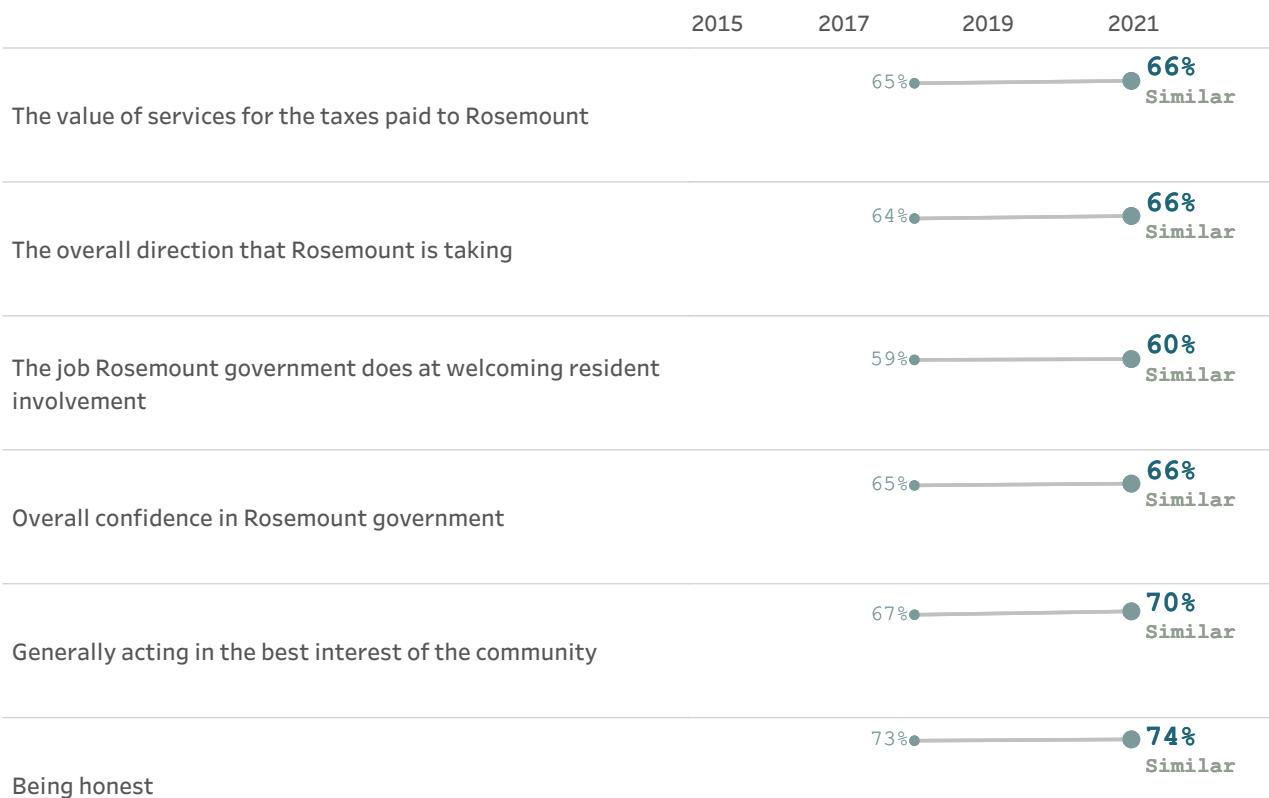 2015 2017 2019 2021
The value of services for the taxes paid to Rosemount
65%
66%
Similar
The overall direction that Rosemount is taking
64%
66%
Similar
The job Rosemount government does at welcoming resident
involvement
59%
60%
Similar
Overall confidence in Rosemount government
65%
66%
Similar
Generally acting in the best interest of the community
67%
70%
Similar
Being honest
73%
74%
Similar